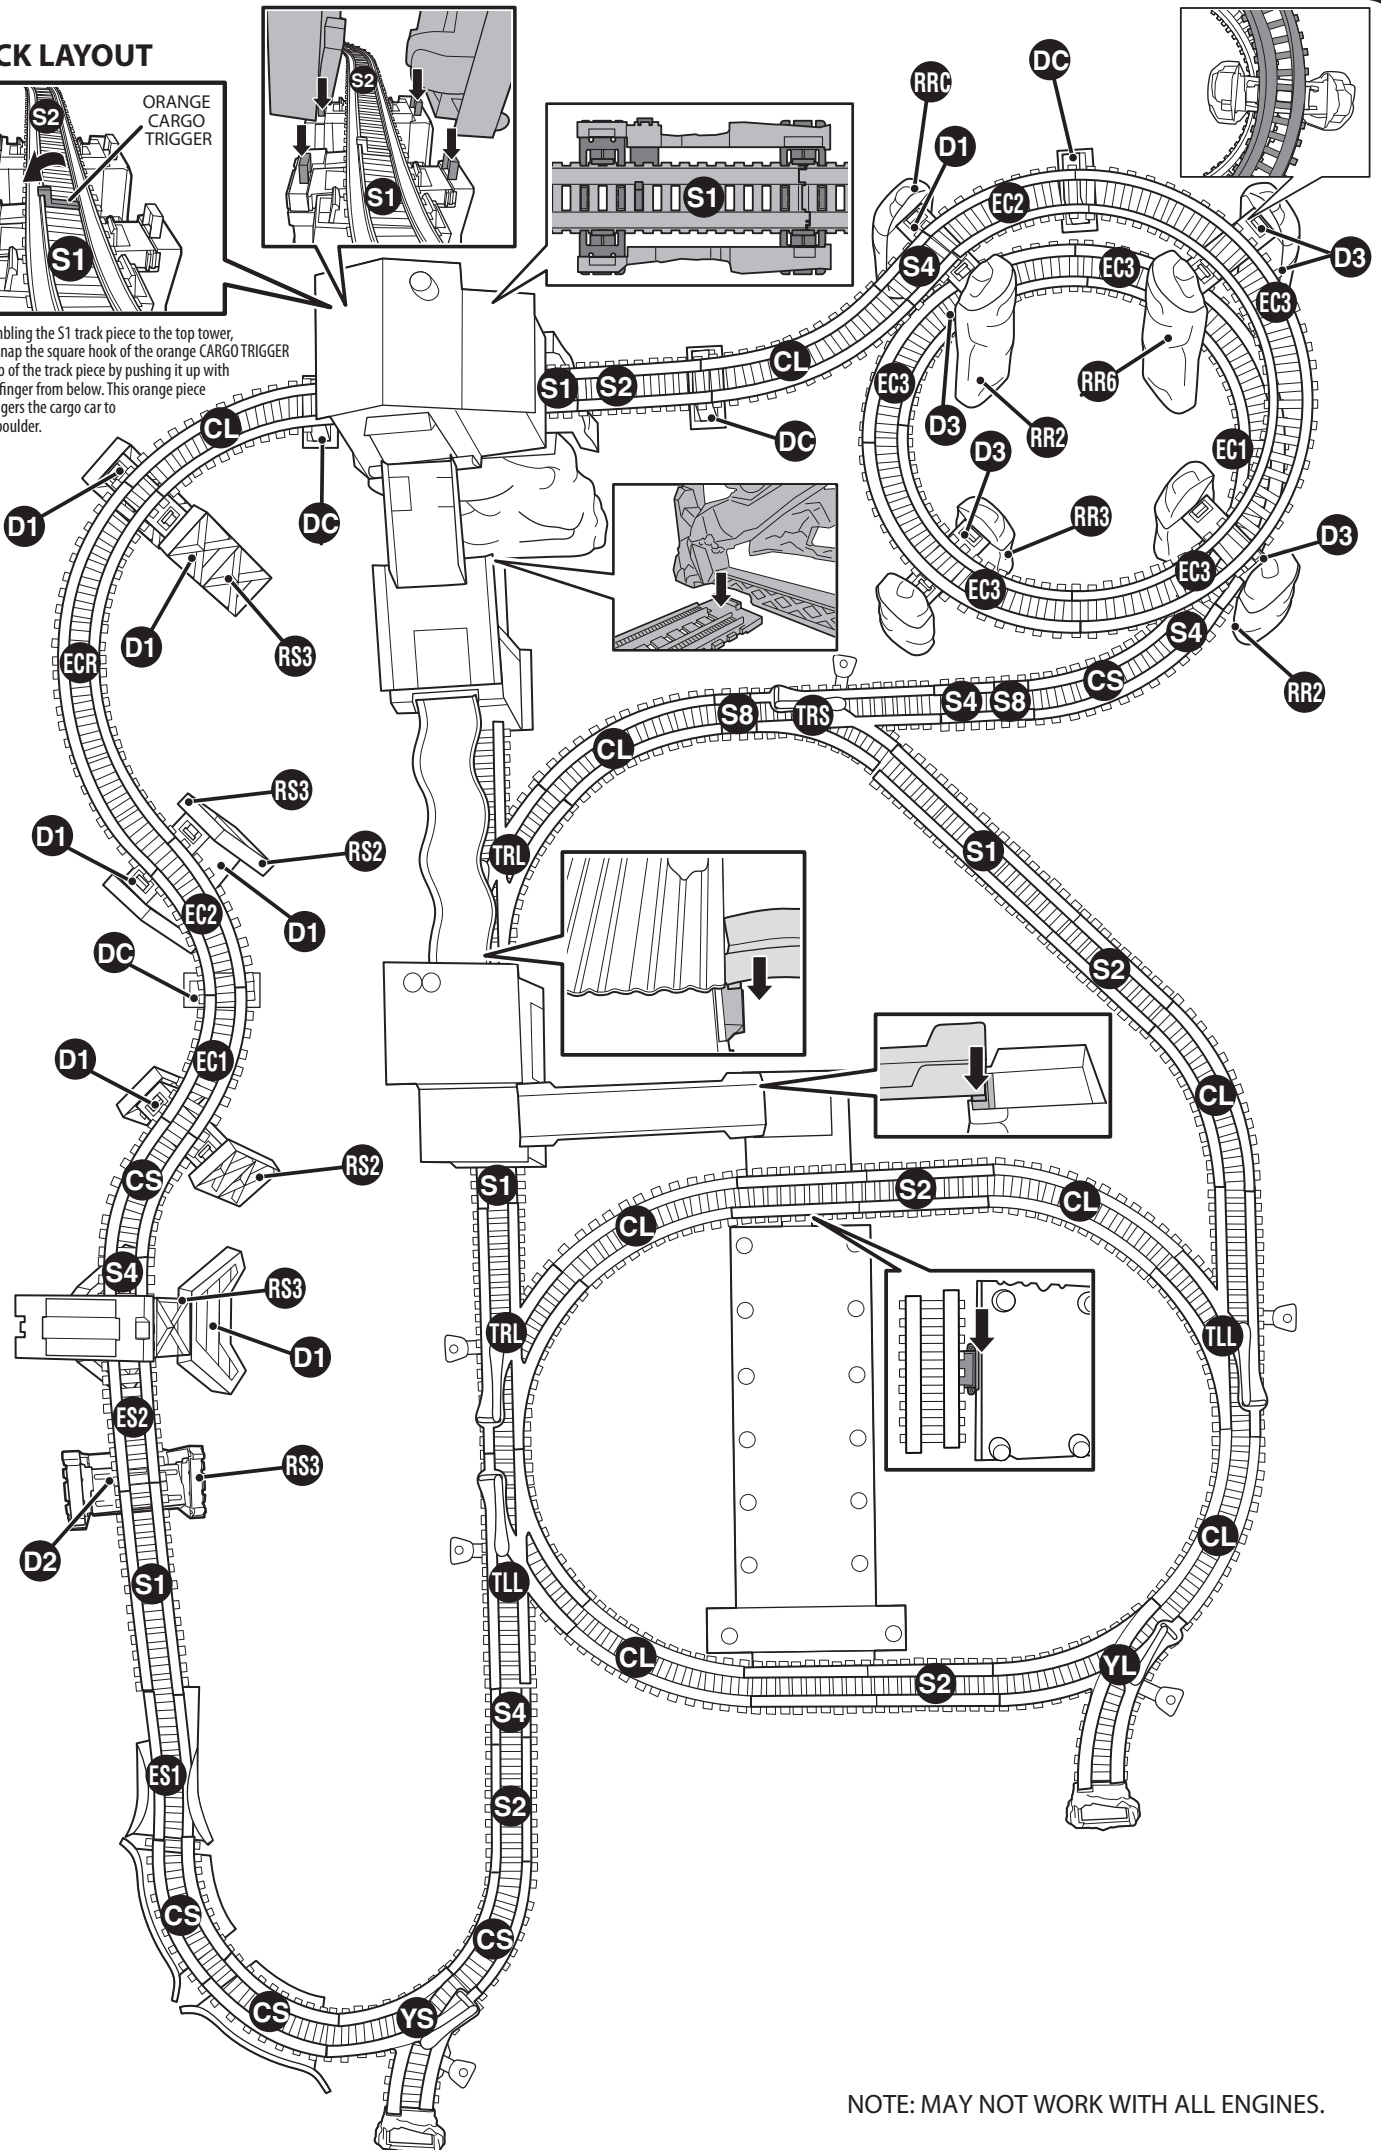 CK LAYOUT
ORANGE
CARGO
TRIGGER
S2
S1
S2
S1
S1
mbling the S1 track piece to the top tower,
nap the square hook of the orange CARGO TRIGGER
p of the track piece by pushing it up with
finger from below. This orange piece
gers the cargo car to
boulder.
RRC
DC
D1
EC2
S4
EC3
D3
EC3
S1
S2
CL
EC3
RR6
D3
RR2
DC
EC1
D3
RR3
D3
EC3
EC3
S4
RR2
CL
D1
DC
D1
RS3
ECR
CS
S4
S8
S8
TRS
CL
TRL
RS3
D1
RS2
EC2
D1
DC
S1
S2
D1
EC1
CL
CS
RS2
S1
S2
CL
CL
S4
RS3
D1
TRL
TLL
ES2
RS3
D2
S1
CL
TLL
CL
S2
YL
S4
ES1
S2
CS
CS
CS
YS
NOTE: MAY NOT WORK WITH ALL ENGINES.